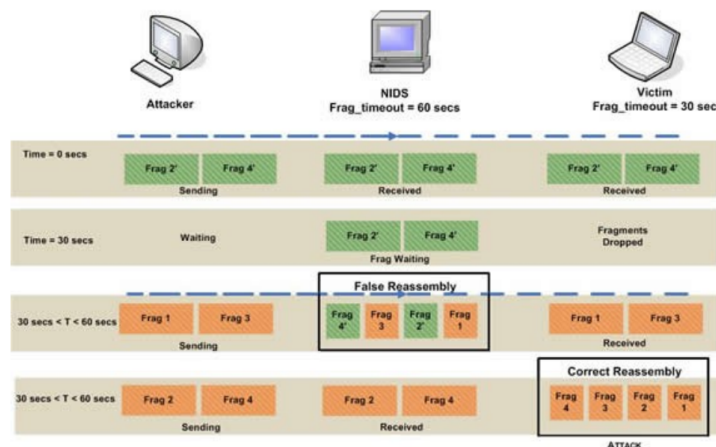 Attacker
NIDS
Frag_timeout = 60 secs
Victim
Frag_timeout = 30 sec
Time = 0 secs
Frag 2' Frag 4'
Sending
Frag 2' Frag 4'
Received
Frag 2' Frag 4'
Received
Time = 30 secs
Waiting
Frag 2' Frag 4'
Frag Waiting
Fragments
Dropped
30 secs < T < 60 secs
Frag 1 Frag 3
Sending
False Reassembly
Frag 4' Frag 3 Frag 2' Frag 1
Frag 1 Frag 3
Received
30 secs < T < 60 secs
Frag 2 Frag 4
Sending
Frag 2 Frag 4
Received
Correct Reassembly
Frag 4 Frag 3 Frag 2 Frag 1
ATTACK